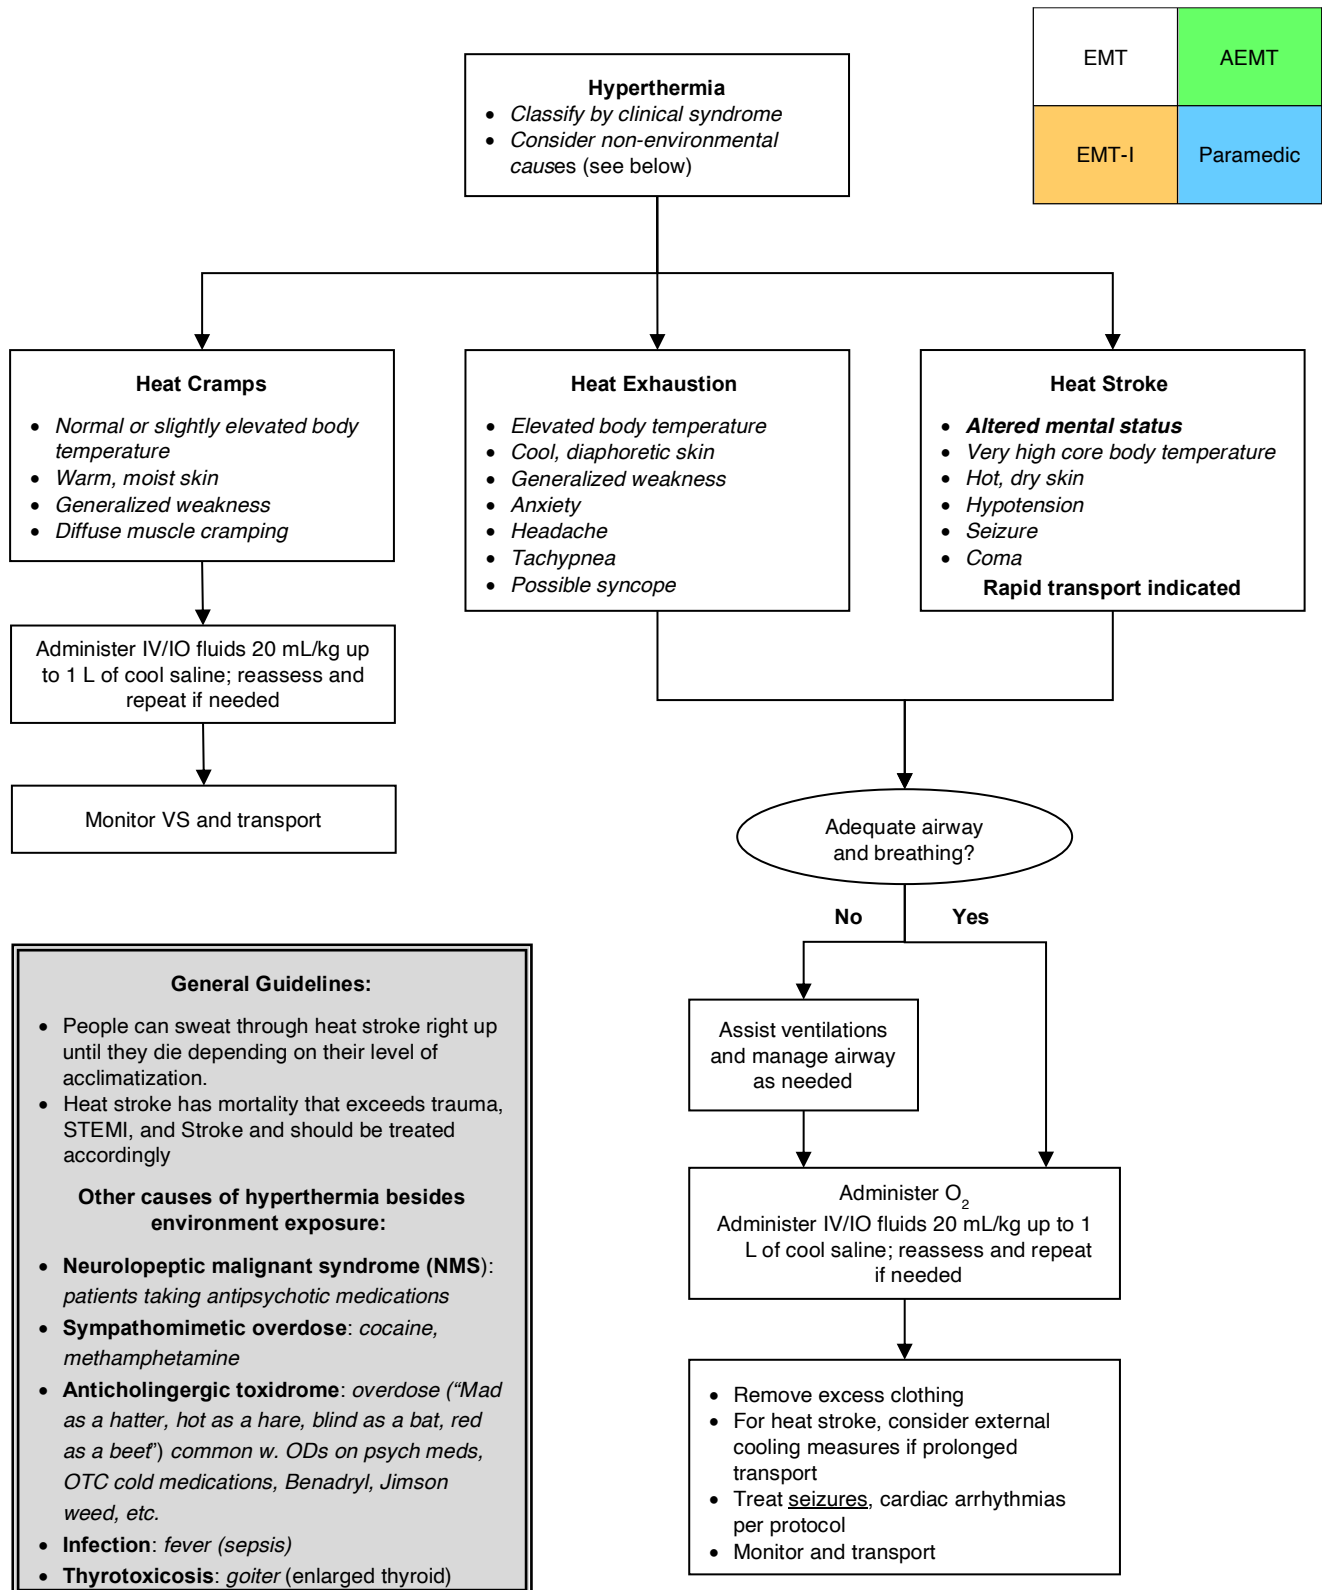 EMT
AEMT
EMT-I
Paramedic
Hyperthermia
• Classify by clinical syndrome
• Consider non-environmental
causes (see below)
Heat Cramps
• Normal or slightly elevated body
temperature
• Warm, moist skin
• Generalized weakness
• Diffuse muscle cramping
Heat Exhaustion
• Elevated body temperature
• Cool, diaphoretic skin
• Generalized weakness
• Anxiety
• Headache
• Tachypnea
• Possible syncope
Heat Stroke
• Altered mental status
• Very high core body temperature
• Hot, dry skin
• Hypotension
• Seizure
• Coma
Rapid transport indicated
Administer IV/IO fluids 20 mL/kg up
to 1 L of cool saline; reassess and
repeat if needed
Monitor VS and transport
Adequate airway
and breathing?
No
Yes
Assist ventilations
and manage airway
as needed
Administer O2
Administer IV/IO fluids 20 mL/kg up to 1
L of cool saline; reassess and repeat
if needed
• Remove excess clothing
• For heat stroke, consider external
cooling measures if prolonged
transport
• Treat seizures, cardiac arrhythmias
per protocol
• Monitor and transport
General Guidelines:
• People can sweat through heat stroke right up
until they die depending on their level of
acclimatization.
• Heat stroke has mortality that exceeds trauma,
STEMI, and Stroke and should be treated
accordingly
Other causes of hyperthermia besides
environment exposure:
• Neurolopeptic malignant syndrome (NMS):
patients taking antipsychotic medications
• Sympathomimetic overdose: cocaine,
methamphetamine
• Anticholingergic toxidrome: overdose (“Mad
as a hatter, hot as a hare, blind as a bat, red
as a beet”) common w. ODs on psych meds,
OTC cold medications, Benadryl, Jimson
weed, etc.
• Infection: fever (sepsis)
• Thyrotoxicosis: goiter (enlarged thyroid)